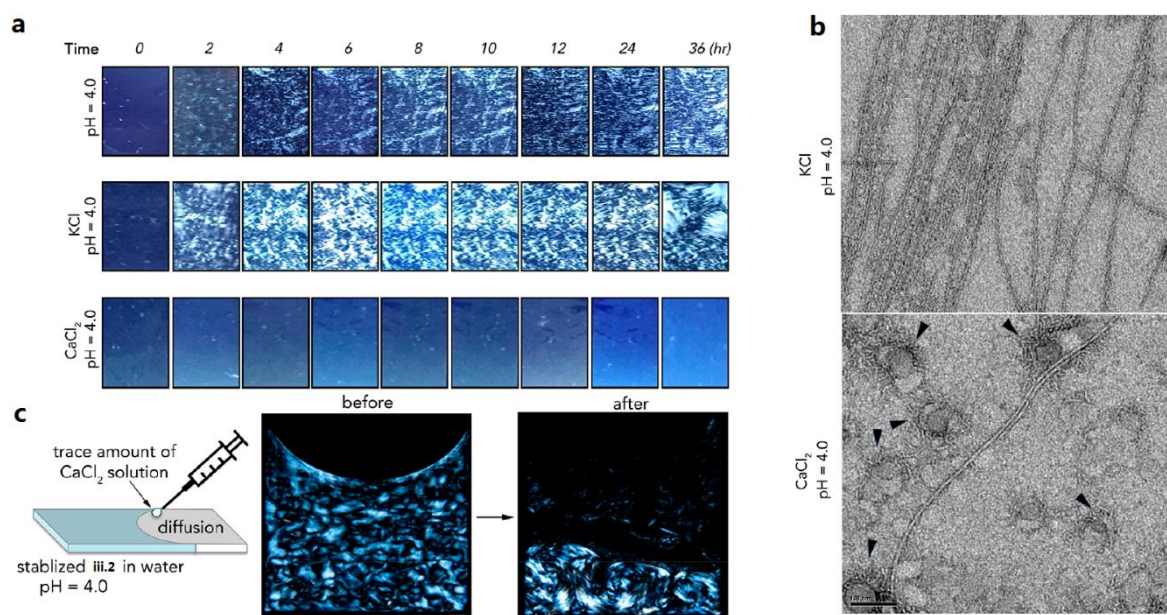 a
Time 0 2 4 6 8 10 12 24 36 (hr)
pH = 4.0
KCl
pH = 4.0
CaCl₂
pH = 4.0
b
KCl
pH = 4.0
CaCl₂
pH = 4.0
100 nm
c
before after
trace amount of
CaCl₂ solution
diffusion
stablized iii.2 in water
pH = 4.0